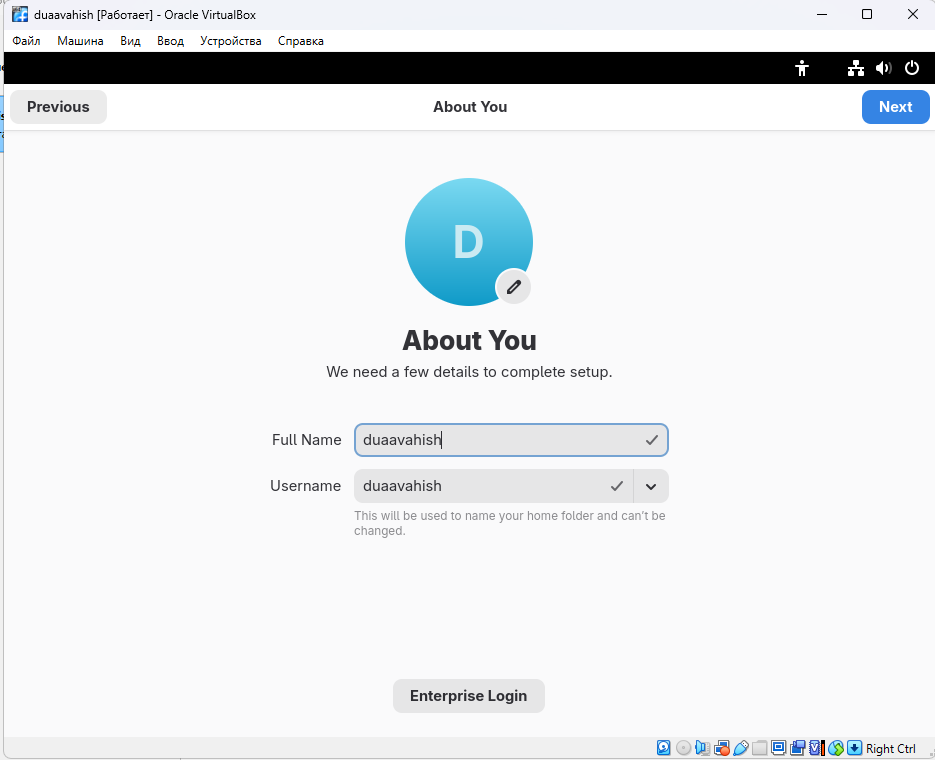 duaavahish [Работает] - Oracle VirtualBox
Файл Машина Вид Ввод Устройства Справка
Previous About You Next
D
About You
We need a few details to complete setup.
Full Name duaavahish
Username duaavahish
This will be used to name your home folder and can't be
changed.
Enterprise Login
Right Ctrl